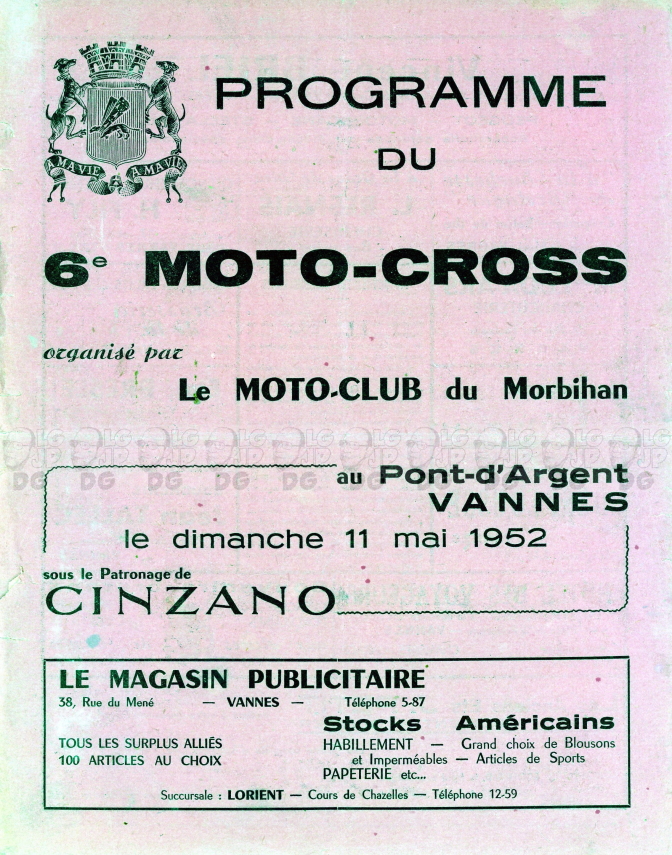 PROGRAMME
DU
A MA VIE A MA VIE
6e MOTO-CROSS
organisé par
Le MOTO-CLUB du Morbihan
au Pont-d'Argent
VANNES
le dimanche 11 mai 1952
sous le Patronage de
CINZANO
LE MAGASIN PUBLICITAIRE
38, Rue du Mené — VANNES — Téléphone 5-87
Stocks Américains
TOUS LES SURPLUS ALLIÉS
100 ARTICLES AU CHOIX
HABILLEMENT — Grand choix de Blousons
et Imperméables — Articles de Sports
PAPETERIE etc...
Succursale : LORIENT — Cours de Chazelles — Téléphone 12-59